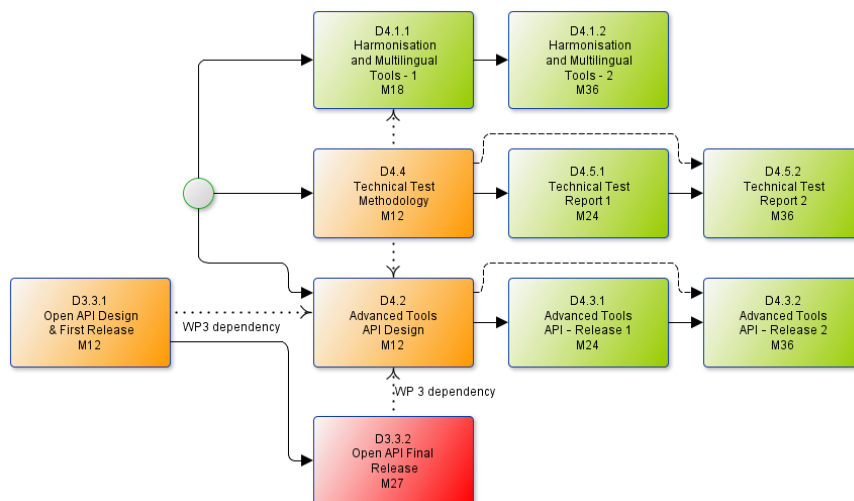 D4.1.1
Harmonisation
and Multilingual
Tools - 1
M18
D4.1.2
Harmonisation
and Multilingual
Tools - 2
M36
D4.4
Technical Test
Methodology
M12
D4.5.1
Technical Test
Report 1
M24
D4.5.2
Technical Test
Report 2
M36
D3.3.1
Open API Design
& First Release
M12
WP3 dependency
D4.2
Advanced Tools
API Design
M12
D4.3.1
Advanced Tools
API – Release 1
M24
D4.3.2
Advanced Tools
API – Release 2
M36
WP 3 dependency
D3.3.2
Open API Final
Release
M27